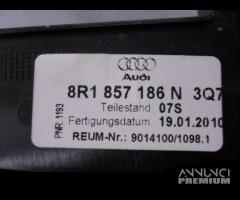 Audi
8R1 857 186 N 3Q7
Teilestand: 07S
Fertigungsdatum: 19.01.2010
REUM-Nr.: 9014100/1098.1
PNR: 1193
ANNUNCI
PREMIUM